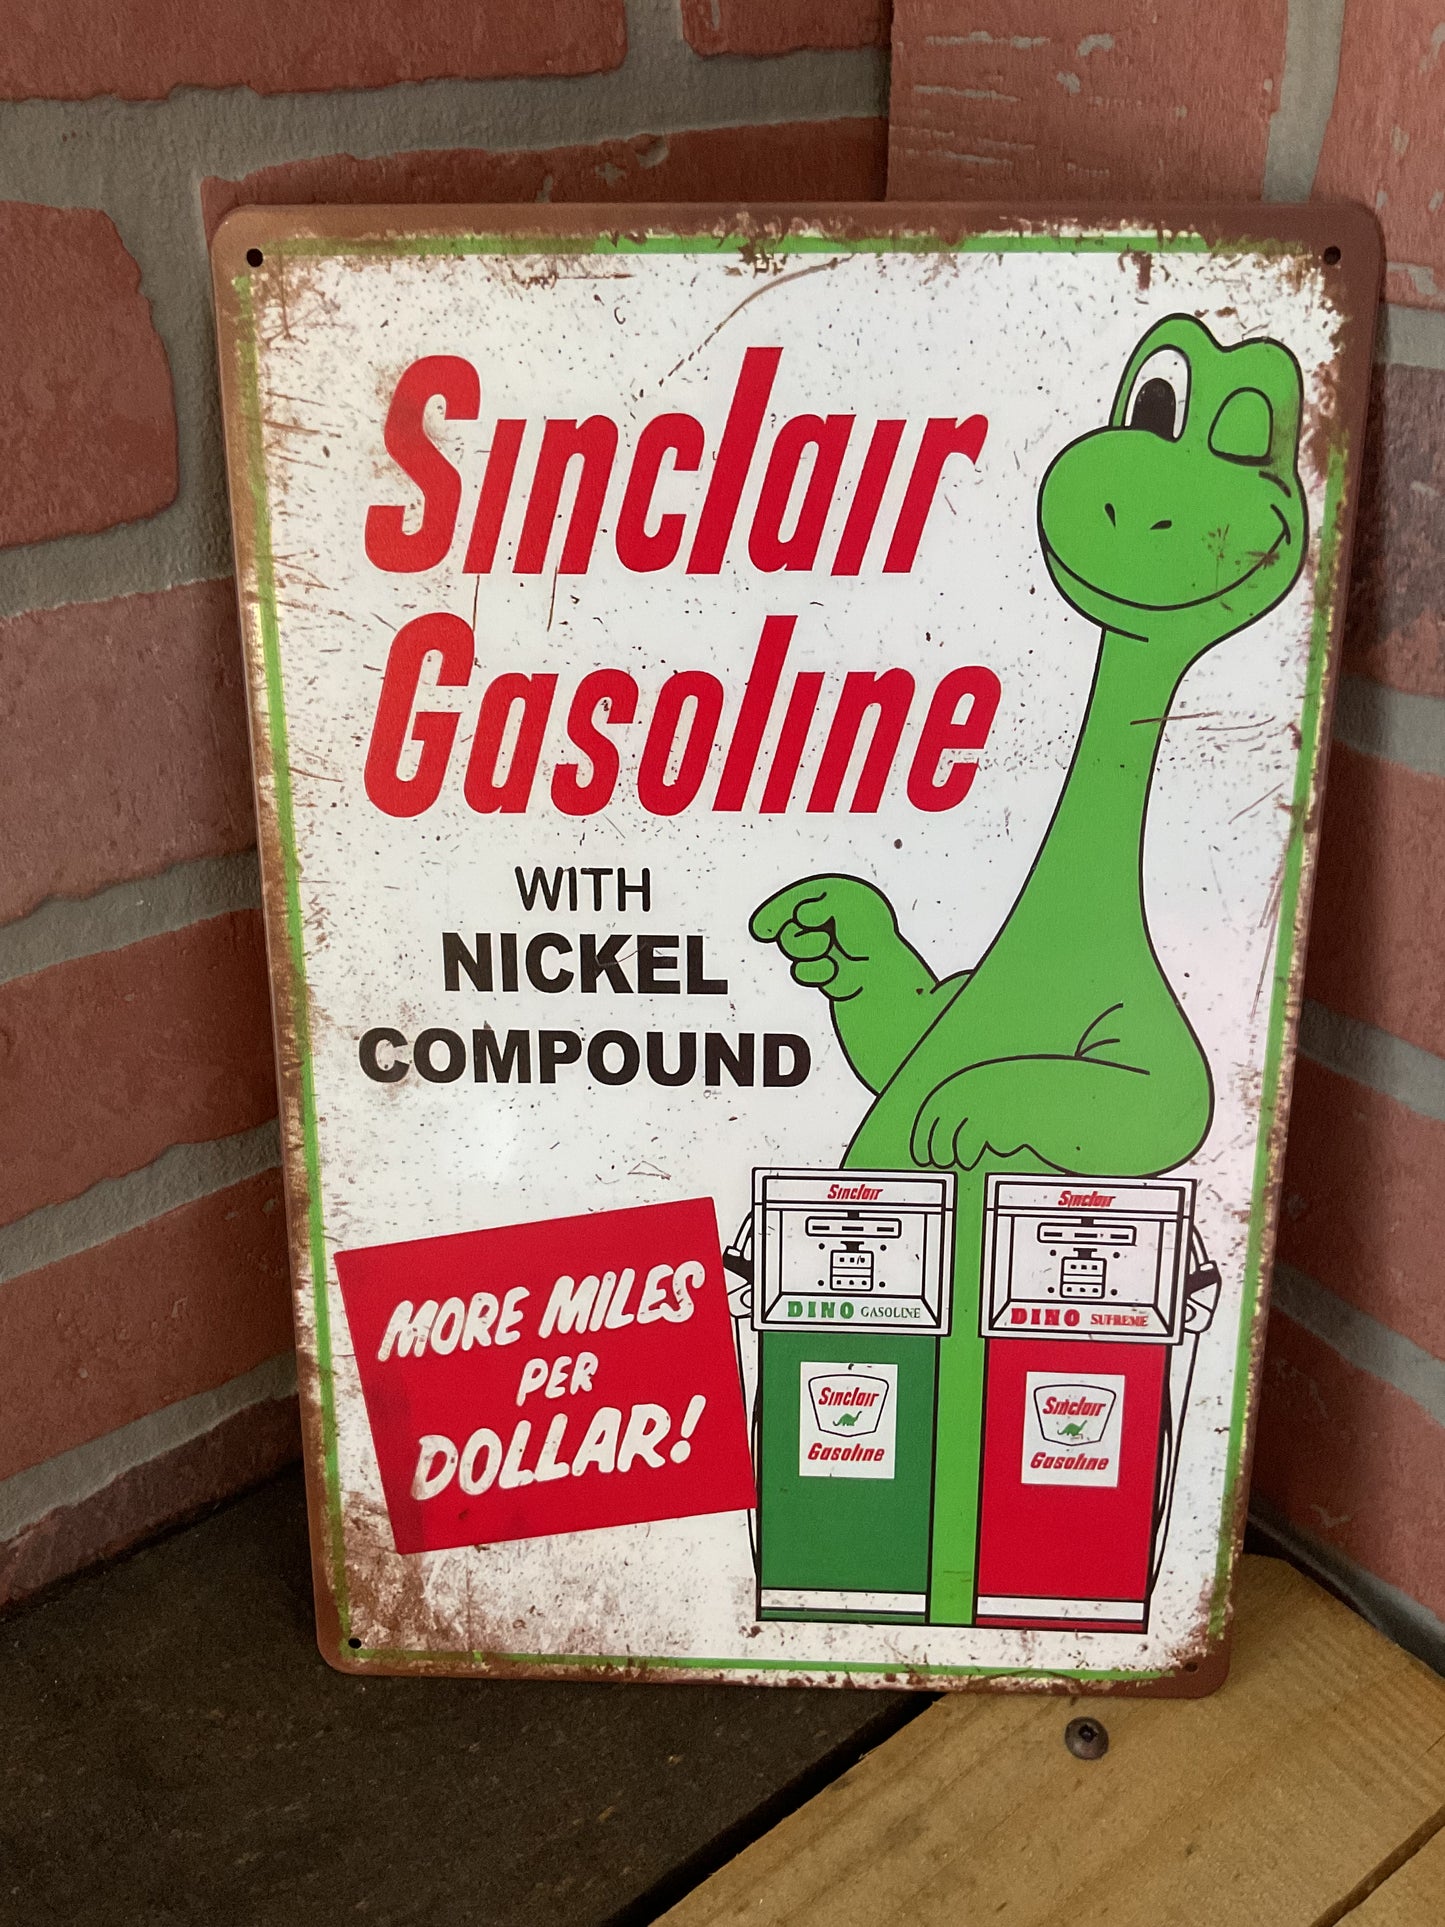 Sinclair
Gasoline
WITH
NICKEL
COMPOUND
MORE MILES
PER
DOLLAR!
Sinclair
DINO GASOLINE
Sinclair
Gasoline
Sinclair
DINO SUPREME
Sinclair
Gasoline